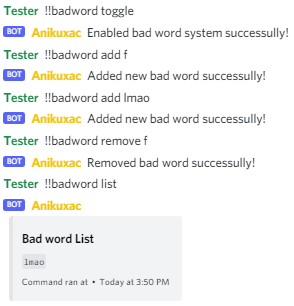 Tester !!badword toggle
BOT Anikuxac Enabled bad word system successully!
Tester !!badword add f
BOT Anikuxac Added new bad word successully!
Tester !!badword add lmao
BOT Anikuxac Added new bad word successully!
Tester !!badword remove f
BOT Anikuxac Removed bad word successully!
Tester !!badword list
BOT Anikuxac
Bad word List
lmao
Command ran at • Today at 3:50 PM